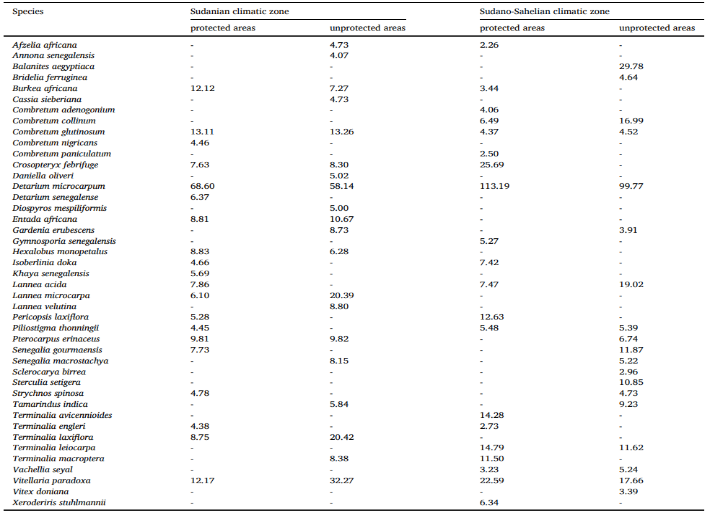 Species Sudanian climatic zone Sudano-Sahelian climatic zone
protected areas unprotected areas protected areas unprotected areas
Afzelia africana - 4.73 2.26 -
Annona senegalensis - 4.07 - -
Balanites aegyptiaca - - - 29.78
Bridelia ferruginea - - - 4.64
Burkea africana 12.12 7.27 3.44 -
Cassia sieberiana - 4.73 - -
Combretum adenogonium - - 4.06 -
Combretum collinum - - 6.49 16.99
Combretum glutinosum 13.11 13.26 4.37 4.52
Combretum nigricans 4.46 - - -
Combretum paniculatum - - 2.50 -
Crosopteryx febrifuge 7.63 8.30 25.69 -
Daniella oliveri - 5.02 - -
Detarium microcarpum 68.60 58.14 113.19 99.77
Detarium senegalense 6.37 - - -
Diospyros mespiliformis - 5.00 - -
Entada africana 8.81 10.67 - -
Gardenia erubescens - 8.73 - 3.91
Gymnosporia senegalensis - - 5.27 -
Hexalobus monopetalus 8.83 6.28 - -
Isoberlinia doka 4.66 - 7.42 -
Khaya senegalensis 5.69 - - -
Lannea acida 7.86 - 7.47 19.02
Lannea microcarpa 6.10 20.39 - -
Lannea velutina - 8.80 - -
Pericopsis laxiflora 5.28 - 12.63 -
Piliostigma thonningii 4.45 - 5.48 5.39
Pterocarpus erinaceus 9.81 9.82 - 6.74
Senegalia gourmaensis 7.73 - - 11.87
Senegalia macrostachya - 8.15 - 5.22
Sclerocarya birrea - - - 2.96
Sterculia setigera - - - 10.85
Strychnos spinosa 4.78 - - 4.73
Tamarindus indica - 5.84 - 9.23
Terminalia avicennioides - - 14.28 -
Terminalia engleri 4.38 - 2.73 -
Terminalia laxiflora 8.75 20.42 - -
Terminalia leiocarpa - - 14.79 11.62
Terminalia macroptera - 8.38 11.50 -
Vachellia seyal - - 3.23 5.24
Vitellaria paradoxa 12.17 32.27 22.59 17.66
Vitex doniana - - - 3.39
Xeroderiris stuhlmannii - - 6.34 -